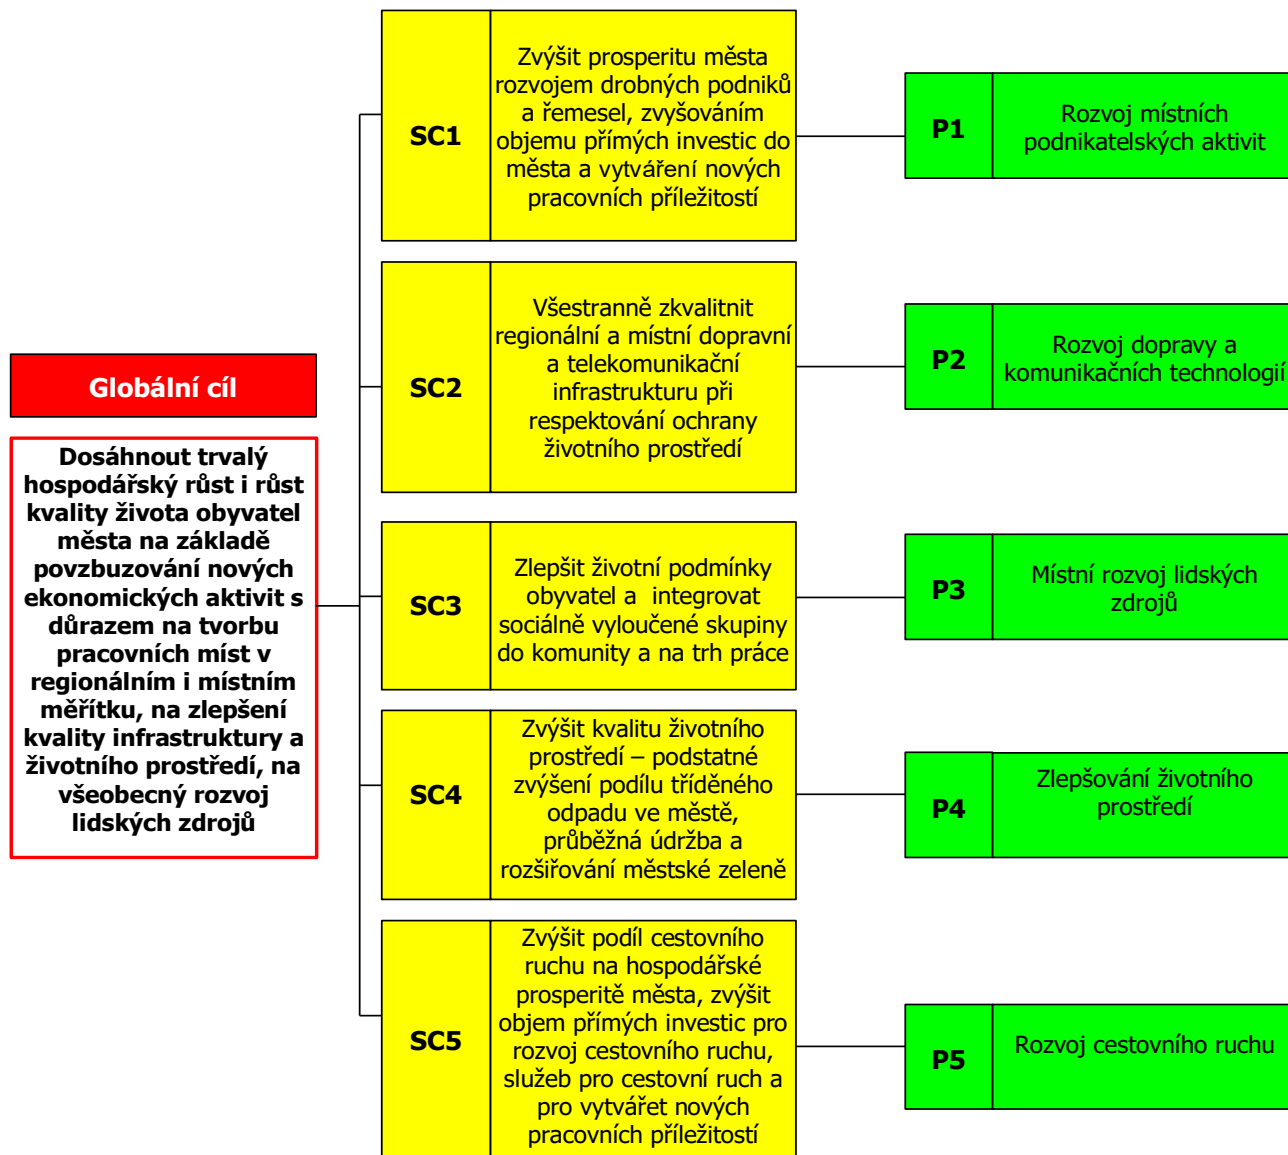 Globální cíl
Dosáhnout trvalý
hospodářský růst i růst
kvality života obyvatel
města na základě
povzbuzování nových
ekonomických aktivit s
důrazem na tvorbu
pracovních míst v
regionálním i místním
měřítku, na zlepšení
kvality infrastruktury a
životního prostředí, na
všeobecný rozvoj
lidských zdrojů
SC1
Zvýšit prosperitu města
rozvojem drobných podniků
a řemesel, zvyšováním
objemu přímých investic do
města a vytváření nových
pracovních příležitostí
P1
Rozvoj místních
podnikatelských aktivit
SC2
Všestranně zkvalitnit
regionální a místní dopravní
a telekomunikační
infrastrukturu při
respektování ochrany
životního prostředí
P2
Rozvoj dopravy a
komunikačních technologií
SC3
Zlepšit životní podmínky
obyvatel a  integrovat
sociálně vyloučené skupiny
do komunity a na trh práce
P3
Místní rozvoj lidských
zdrojů
SC4
Zvýšit kvalitu životního
prostředí – podstatné
zvýšení podílu tříděného
odpadu ve městě,
průběžná údržba a
rozšiřování městské zeleně
P4
Zlepšování životního
prostředí
SC5
Zvýšit podíl cestovního
ruchu na hospodářské
prosperitě města, zvýšit
objem přímých investic pro
rozvoj cestovního ruchu,
služeb pro cestovní ruch a
pro vytvářet nových
pracovních příležitostí
P5
Rozvoj cestovního ruchu